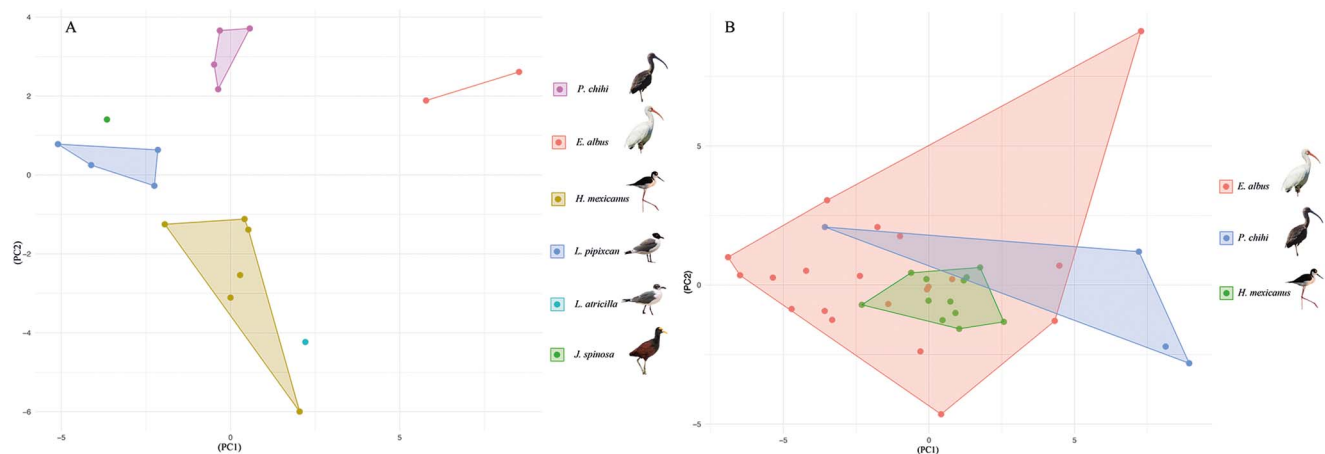 A
4
2
0
−2
−4
−6
(PC2)
−5
0
5
(PC1)
P. chihi
E. albus
H. mexicanus
L. pipixcan
L. atricilla
J. spinosa
B
5
0
−5
(PC2)
−5
0
5
(PC1)
E. albus
P. chihi
H. mexicanus